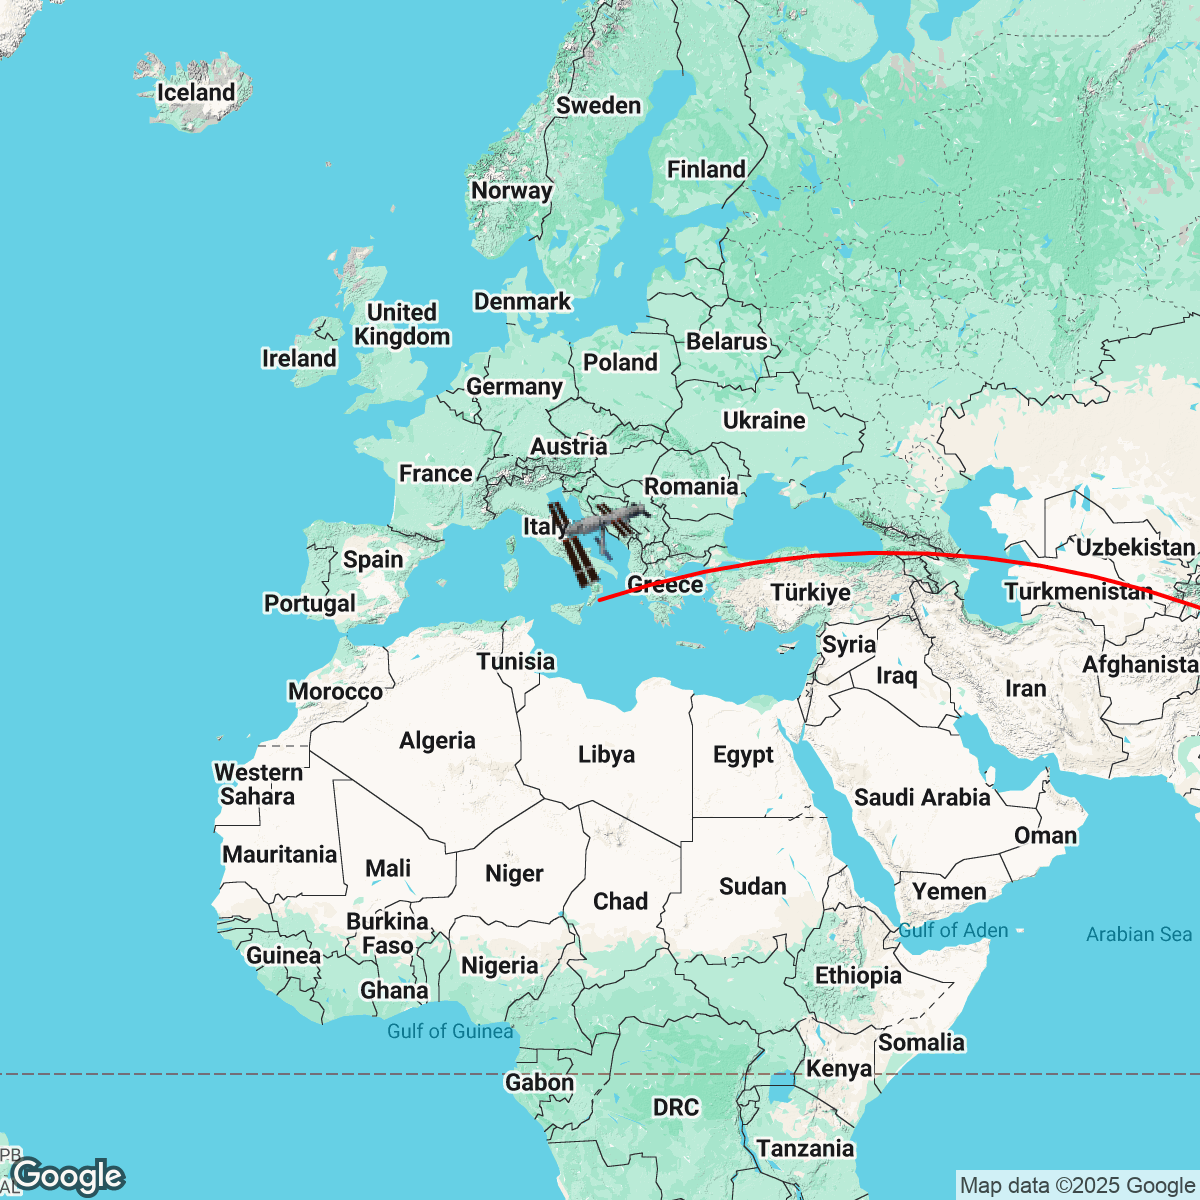 Iceland
Sweden
Finland
Norway
Denmark
United
Kingdom
Ireland
Belarus
Poland
Germany
Ukraine
Austria
France
Romania
Italy
Uzbekistan
Spain
Greece
Türkiye
Turkmenistan
Portugal
Syria
Tunisia
Afghanista
Iraq
Iran
Morocco
Algeria
Libya
Egypt
Western
Sahara
Saudi Arabia
Oman
Mauritania
Mali
Niger
Sudan
Yemen
Chad
Burkina
Faso
Gulf of Aden
Arabian Sea
Guinea
Nigeria
Ethiopia
Ghana
Gulf of Guinea
Somalia
Kenya
Gabon
DRC
Tanzania
PB
AL
Google
Map data ©2025 Google